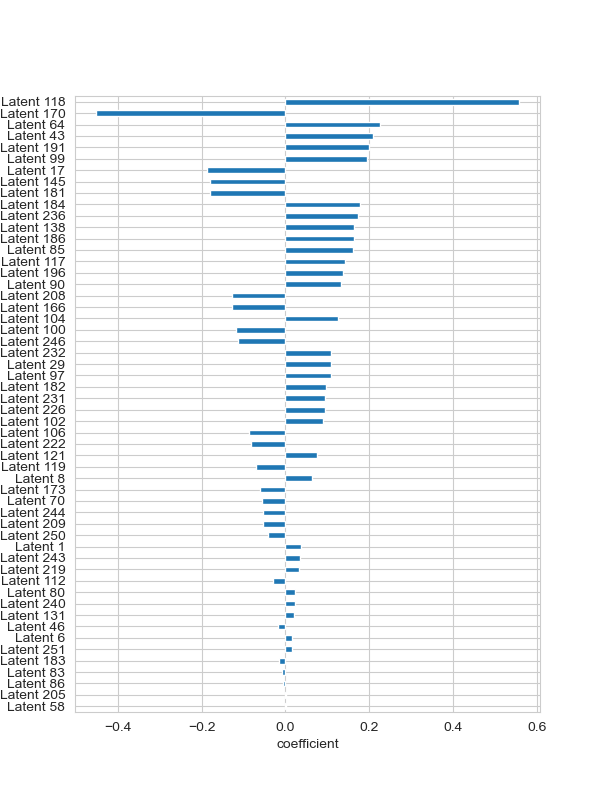 Latent 118
Latent 170
Latent 64
Latent 43
Latent 191
Latent 99
Latent 17
Latent 145
Latent 181
Latent 184
Latent 236
Latent 138
Latent 186
Latent 85
Latent 117
Latent 196
Latent 90
Latent 208
Latent 166
Latent 104
Latent 100
Latent 246
Latent 232
Latent 29
Latent 97
Latent 182
Latent 231
Latent 226
Latent 102
Latent 106
Latent 222
Latent 121
Latent 119
Latent 8
Latent 173
Latent 70
Latent 244
Latent 209
Latent 250
Latent 1
Latent 243
Latent 219
Latent 112
Latent 80
Latent 240
Latent 131
Latent 46
Latent 6
Latent 251
Latent 183
Latent 83
Latent 86
Latent 205
Latent 58
−0.4 −0.2 0.0 0.2 0.4 0.6
coefficient